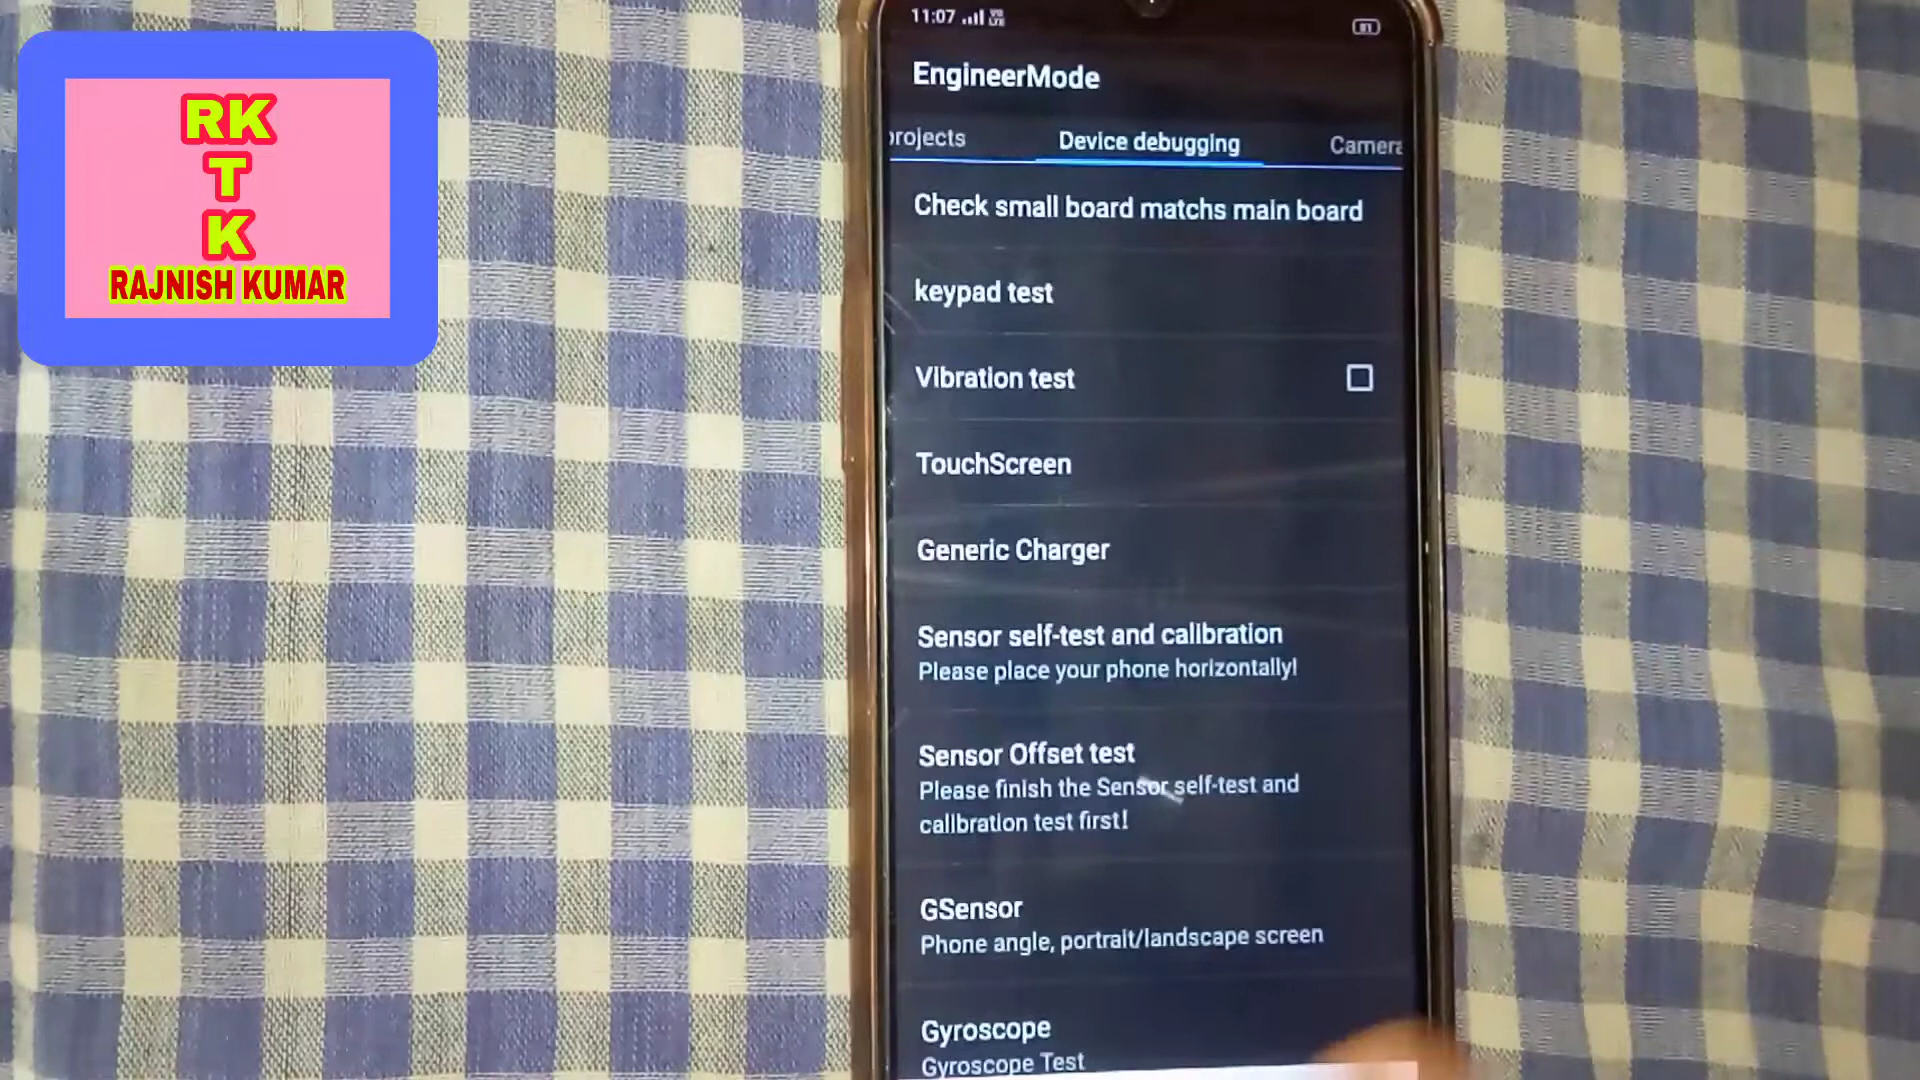 RK
T
K
RAJNISH KUMAR
11:07
81
EngineerMode
projects
Device debugging
Camera
Check small board matchs main board
keypad test
Vibration test
TouchScreen
Generic Charger
Sensor self-test and calibration
Please place your phone horizontally!
Sensor Offset test
Please finish the Sensor self-test and
calibration test first!
GSensor
Phone angle, portrait/landscape screen
Gyroscope
Gyroscope Test